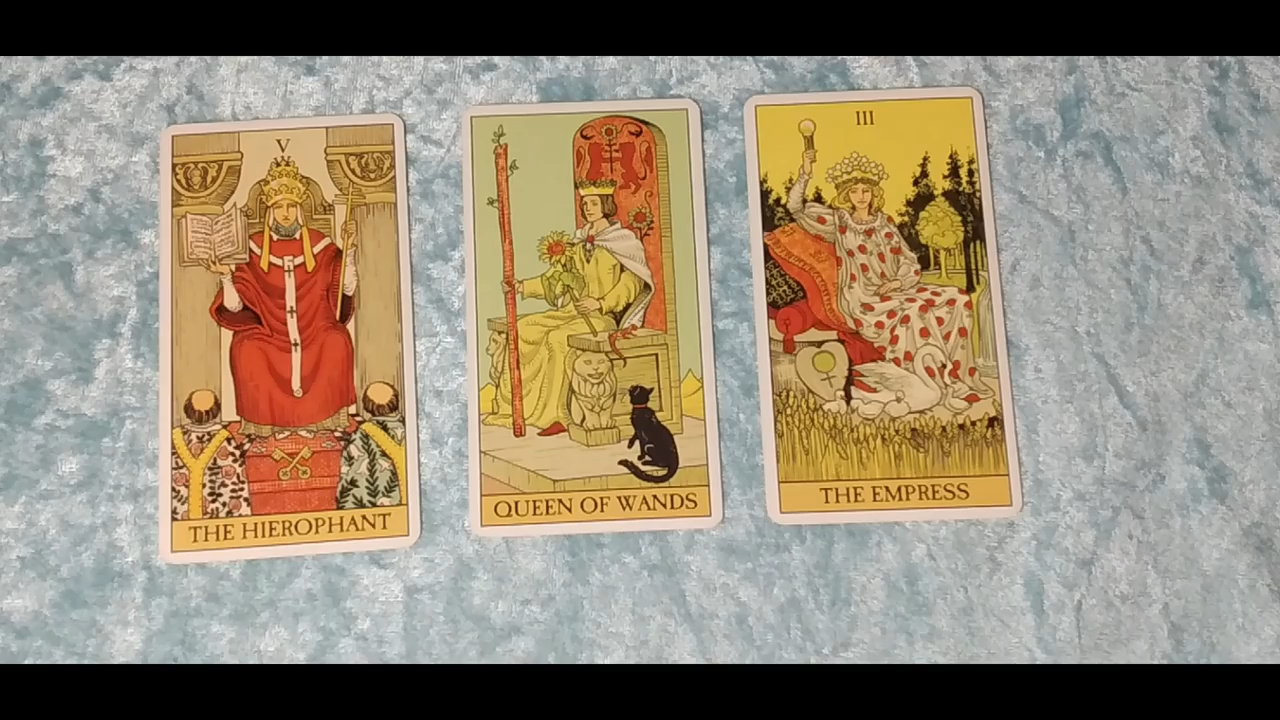 V
THE HIEROPHANT
QUEEN OF WANDS
III
THE EMPRESS